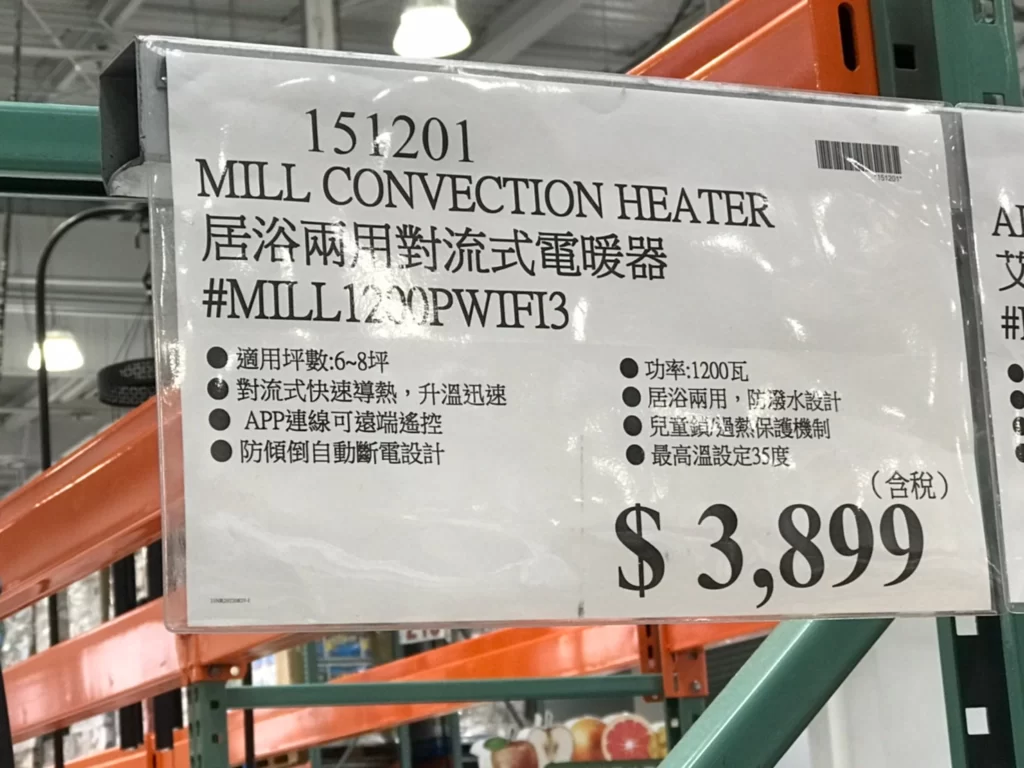 151201
151201*
MILL CONVECTION HEATER
居浴兩用對流式電暖器
#MILL1200PWIFI3
適用坪數:6~8坪
對流式快速導熱，升溫迅速
APP連線可遠端遙控
防傾倒自動斷電設計
功率:1200瓦
居浴兩用，防潑水設計
兒童鎖/過熱保護機制
最高溫設定35度
（含稅）
$ 3,899
艾